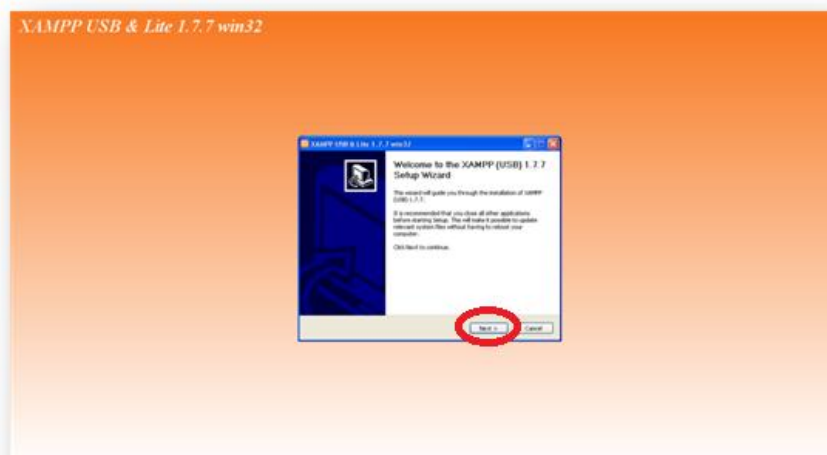 XAMPP USB & Lite 1.7.7 win32
XAMPP USB & Lite 1.7.7 win32
Welcome to the XAMPP (USB) 1.7.7
Setup Wizard
This wizard will guide you through the installation of XAMPP
(USB) 1.7.7.
It is recommended that you close all other applications
before starting Setup. This will make it possible to update
relevant system files without having to reboot your
computer.
Click Next to continue.
Next >
Cancel